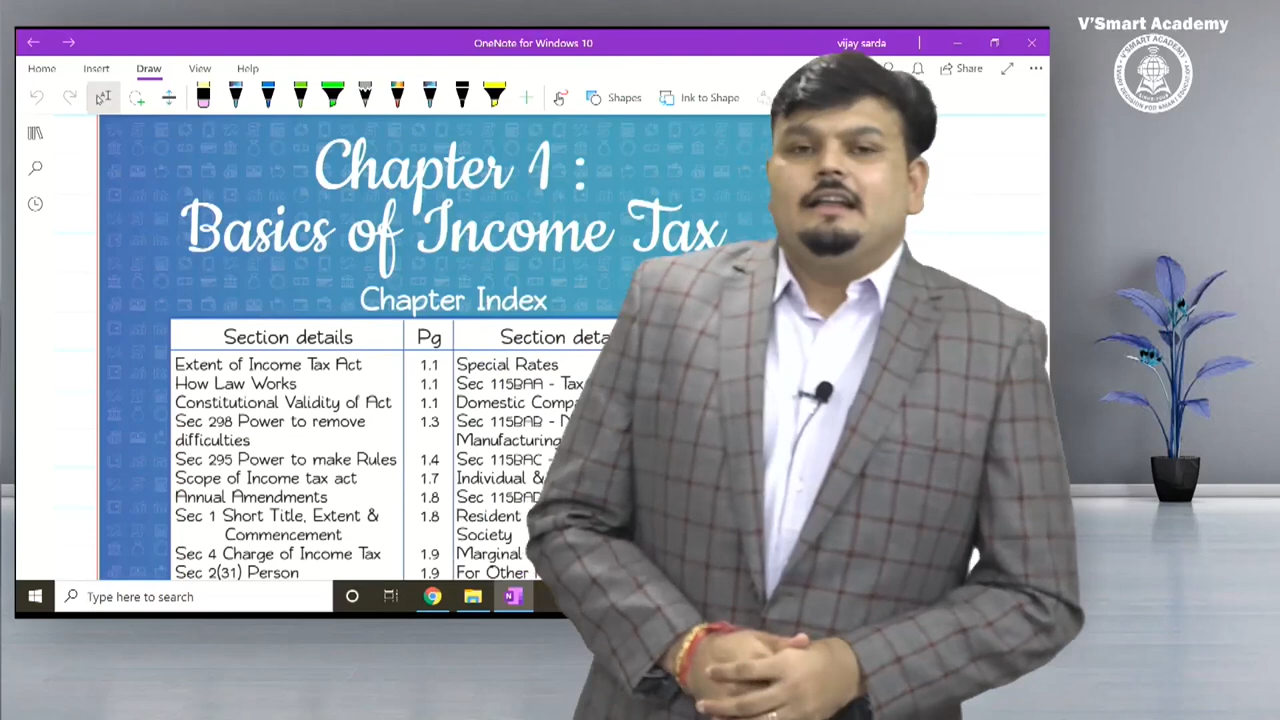 V'Smart Academy
OneNote for Windows 10
vijay sarda
Home
Insert
Draw
View
Help
Share
Shapes
Ink to Shape
Chapter 1 :
Basics of Income Tax
Chapter Index
Section details Pg Section
Extent of Income Tax Act 1.1 Special Rates
How Law Works 1.1 Sec 115BAA - Tax
Constitutional Validity of Act 1.1 Domestic
Sec 298 Power to remove 1.3 Sec 115BAB -
difficulties Manufacturing
Sec 295 Power to make Rules 1.4 Sec 115BAC -
Scope of Income tax act 1.7 Individual &
Annual Amendments 1.8 Sec
Sec 1 Short Title, Extent & 1.8 Resident
Commencement Society
Sec 4 Charge of Income Tax 1.9 Marginal
Sec 2(31) Person 1.9 For Other
Type here to search